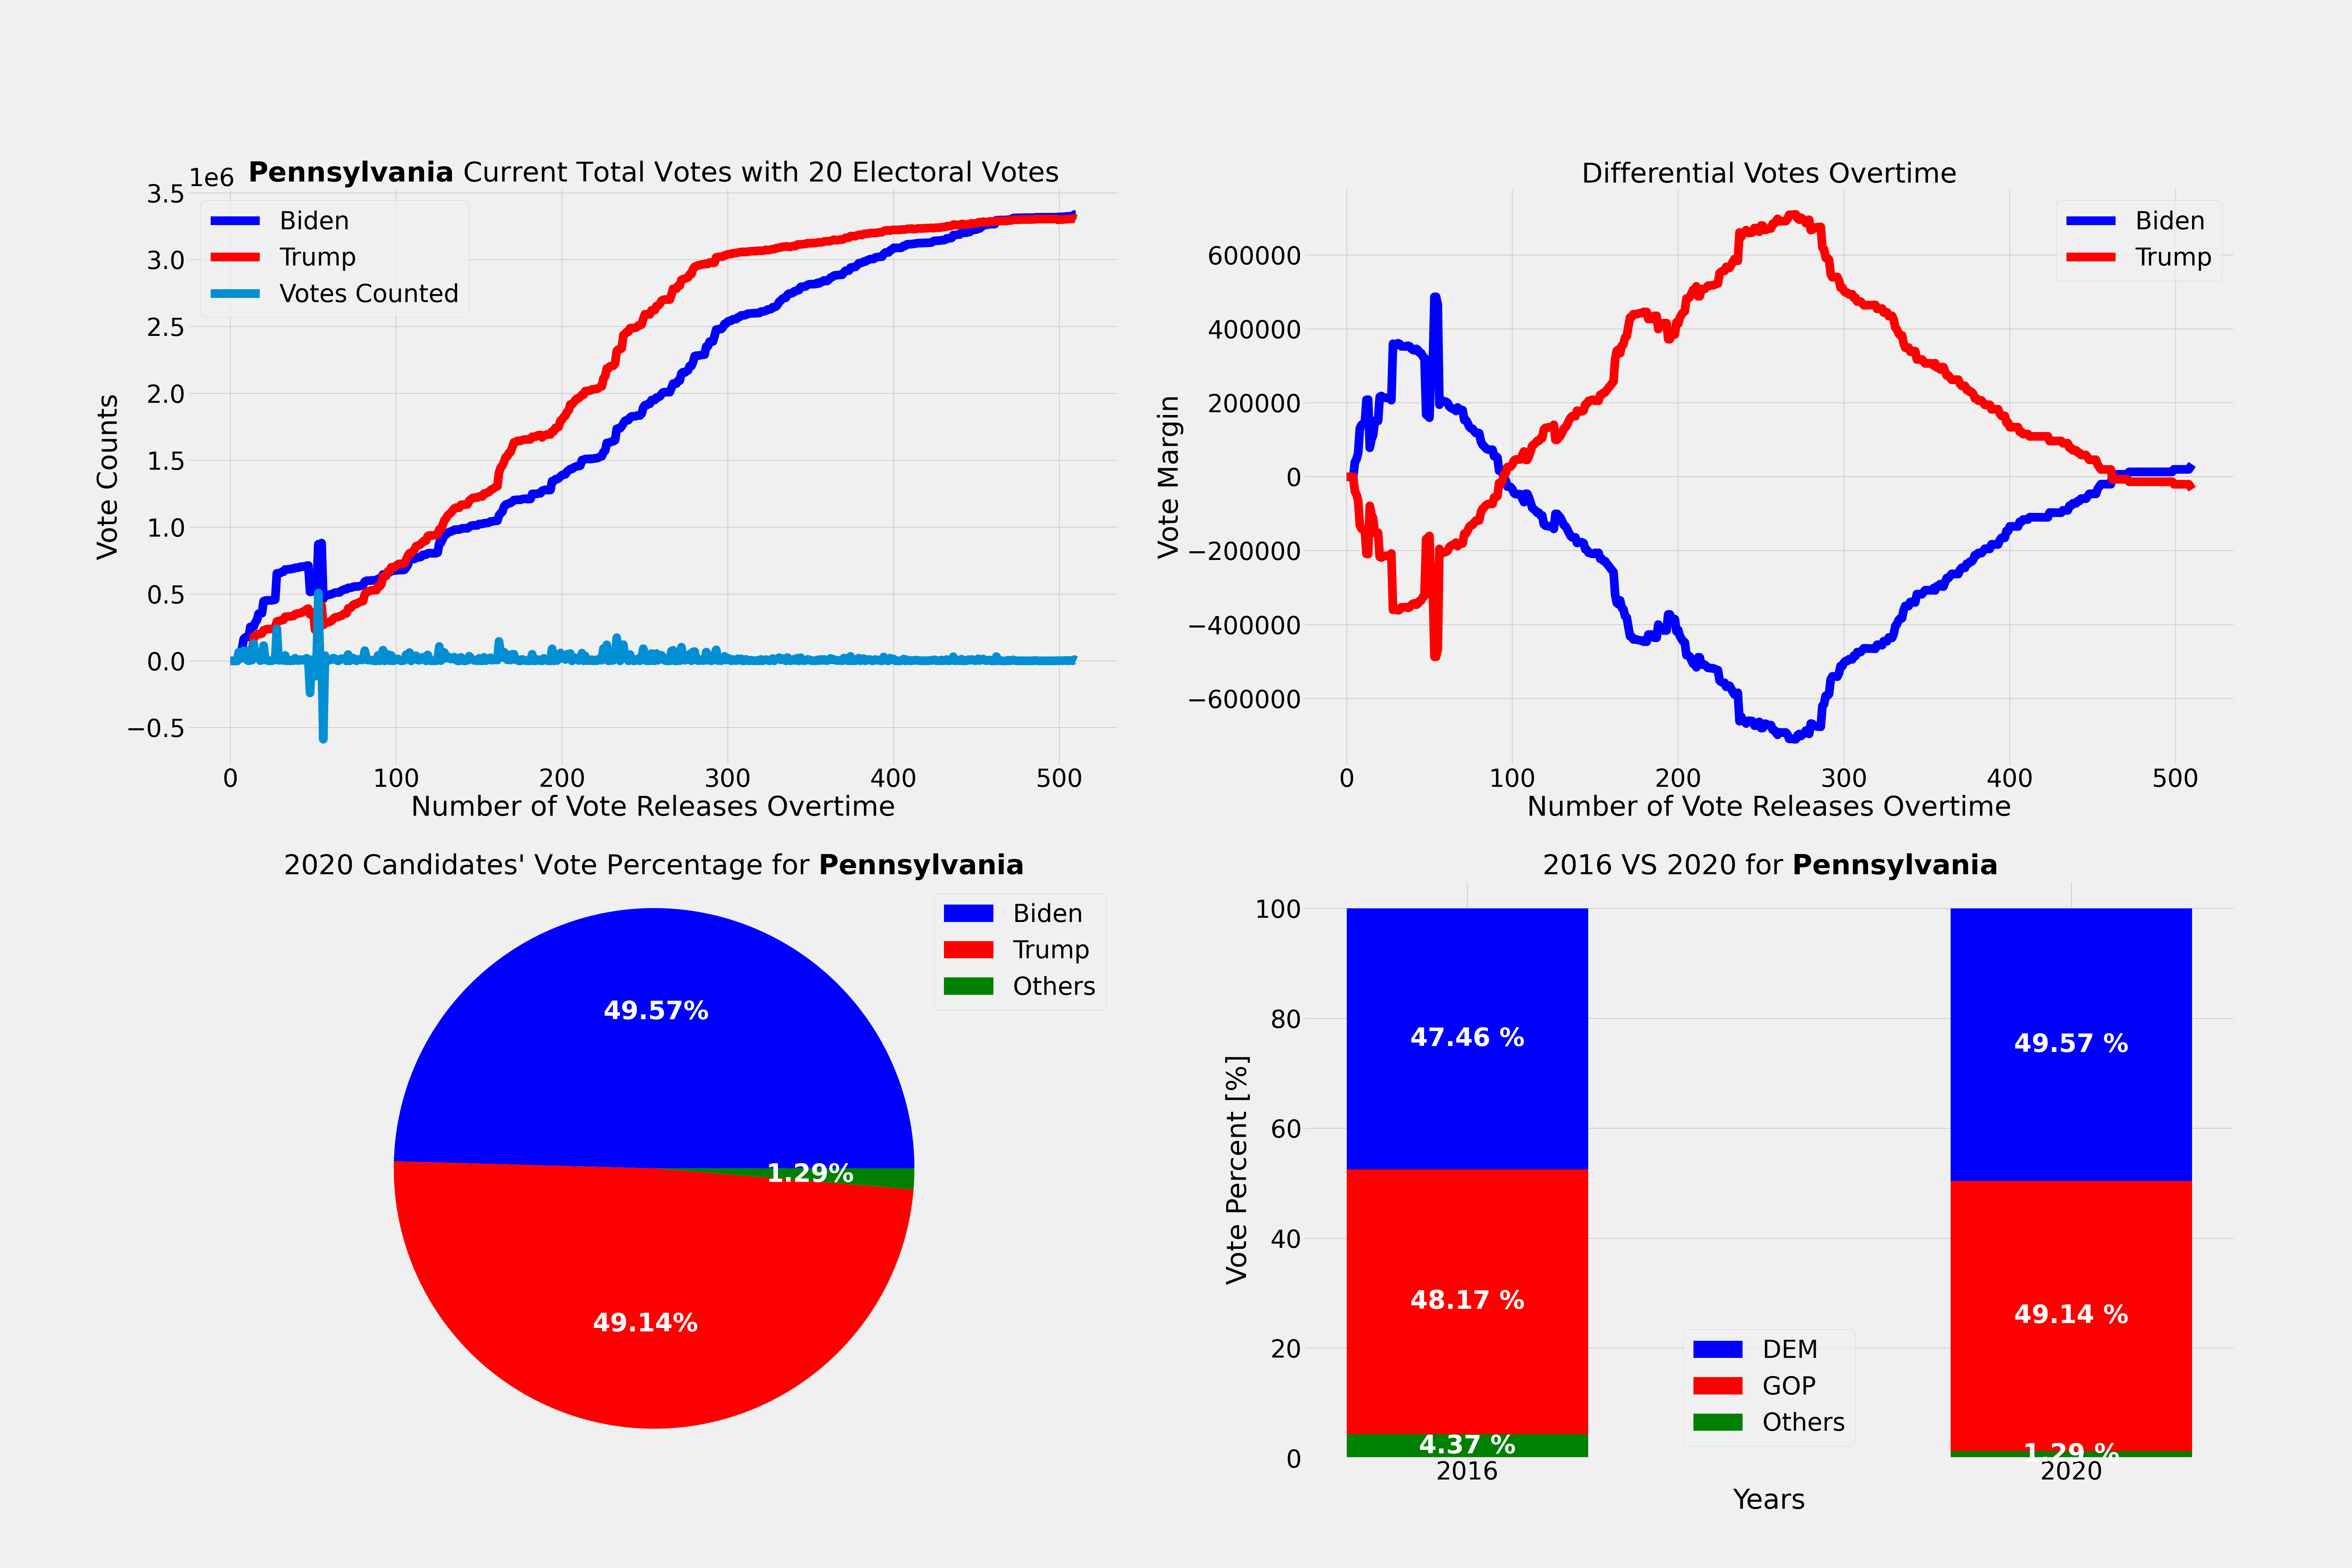 Pennsylvania Current Total Votes with 20 Electoral Votes
1e6
3.5
3.0
2.5
2.0
1.5
1.0
0.5
0.0
−0.5
Vote Counts
Biden
Trump
Votes Counted
0 100 200 300 400 500
Number of Vote Releases Overtime
Differential Votes Overtime
600000
400000
200000
0
−200000
−400000
−600000
Vote Margin
Biden
Trump
0 100 200 300 400 500
Number of Vote Releases Overtime
2020 Candidates' Vote Percentage for Pennsylvania
Biden
Trump
Others
49.57%
1.29%
49.14%
2016 VS 2020 for Pennsylvania
100
80
60
40
20
0
Vote Percent [%]
47.46 %
49.57 %
48.17 %
49.14 %
4.37 %
1.29 %
DEM
GOP
Others
2016 2020
Years